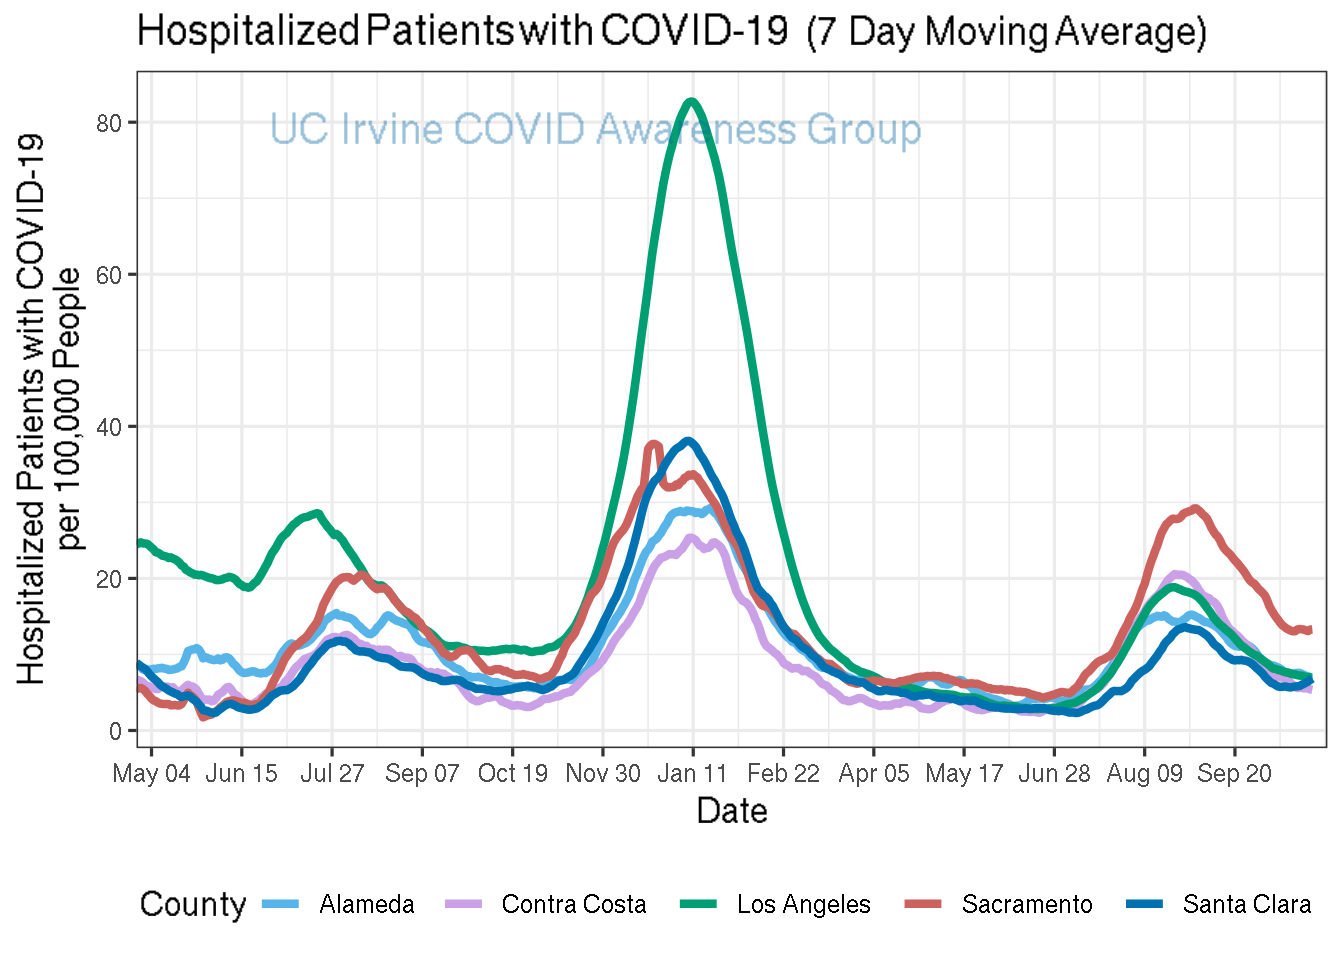 Hospitalized Patients with COVID-19 (7 Day Moving Average)
UC Irvine COVID Awareness Group
Hospitalized Patients with COVID-19
per 100,000 People
80
60
40
20
0
May 04 Jun 15 Jul 27 Sep 07 Oct 19 Nov 30 Jan 11 Feb 22 Apr 05 May 17 Jun 28 Aug 09 Sep 20
Date
County Alameda Contra Costa Los Angeles Sacramento Santa Clara